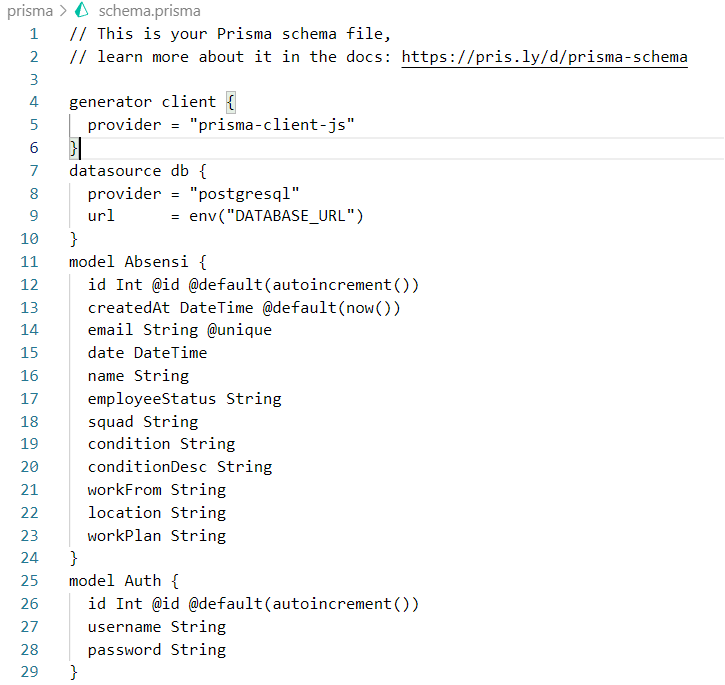 prisma > schema.prisma
1 // This is your Prisma schema file,
2 // learn more about it in the docs: https://pris.ly/d/prisma-schema
3
4 generator client {
5   provider = "prisma-client-js"
6 }
7 datasource db {
8   provider = "postgresql"
9   url      = env("DATABASE_URL")
10 }
11 model Absensi {
12   id Int @id @default(autoincrement())
13   createdAt DateTime @default(now())
14   email String @unique
15   date DateTime
16   name String
17   employeeStatus String
18   squad String
19   condition String
20   conditionDesc String
21   workFrom String
22   location String
23   workPlan String
24 }
25 model Auth {
26   id Int @id @default(autoincrement())
27   username String
28   password String
29 }